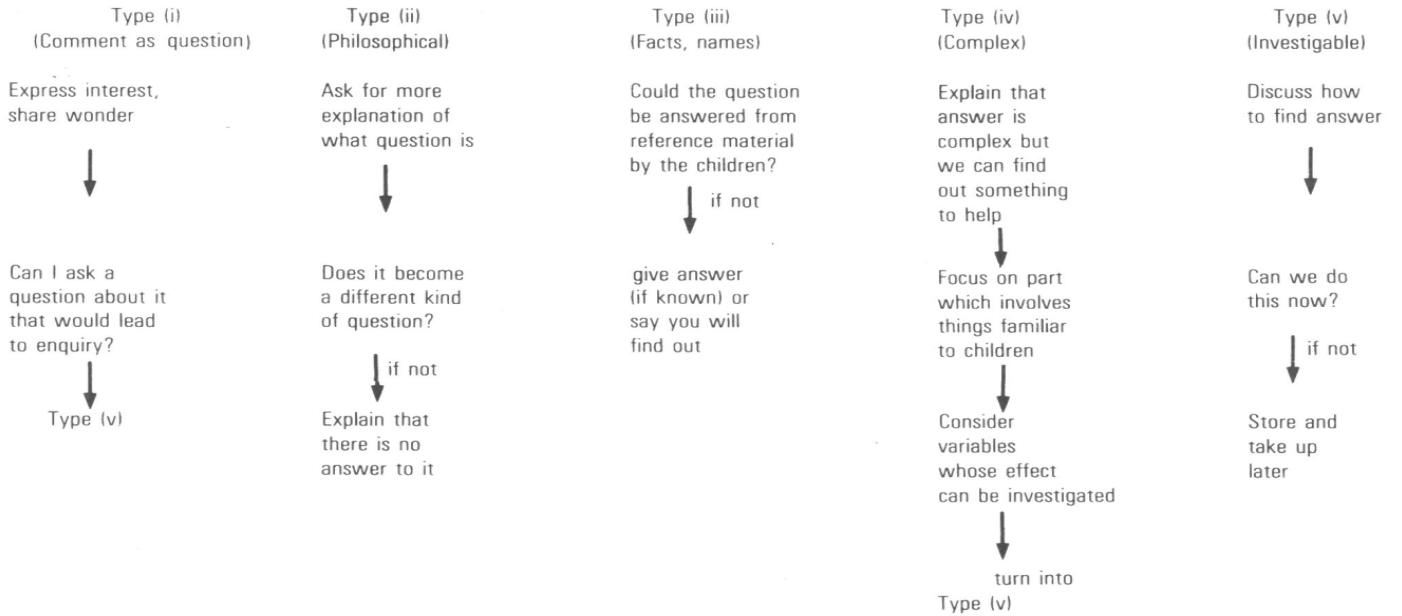 Type (i)
(Comment as question)
Express interest,
share wonder
Can I ask a
question about it
that would lead
to enquiry?
Type (v)
Type (ii)
(Philosophical)
Ask for more
explanation of
what question is
Does it become
a different kind
of question?
if not
Explain that
there is no
answer to it
Type (iii)
(Facts, names)
Could the question
be answered from
reference material
by the children?
if not
give answer
(if known) or
say you will
find out
Type (iv)
(Complex)
Explain that
answer is
complex but
we can find
out something
to help
Focus on part
which involves
things familiar
to children
Consider
variables
whose effect
can be investigated
turn into
Type (v)
Type (v)
(Investigable)
Discuss how
to find answer
Can we do
this now?
if not
Store and
take up
later